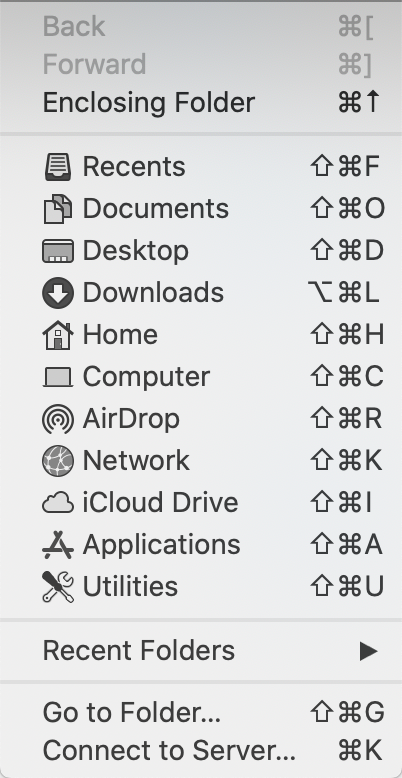 Back ⌘[
Forward ⌘]
Enclosing Folder ⌘↑
Recents ⇧⌘F
Documents ⇧⌘O
Desktop ⇧⌘D
Downloads ⌥⌘L
Home ⇧⌘H
Computer ⇧⌘C
AirDrop ⇧⌘R
Network ⇧⌘K
iCloud Drive ⇧⌘I
Applications ⇧⌘A
Utilities ⇧⌘U
Recent Folders ▶
Go to Folder... ⇧⌘G
Connect to Server... ⌘K